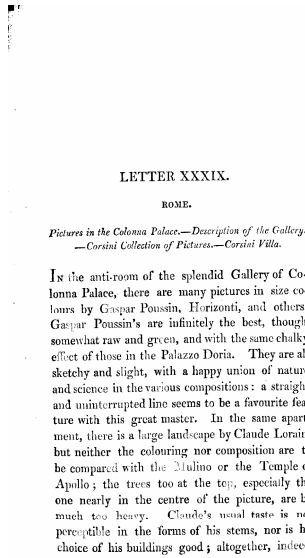 LETTER XXXIX.
ROME.
Pictures in the Colonna Palace.—Description of the Gallery.
—Corsini Collection of Pictures.—Corsini Villa.
In the anti-room of the splendid Gallery of Co-
lonna Palace, there are many pictures in size co-
lours by Gaspar Poussin, Horizonti, and others
Gaspar Poussin's are infinitely the best, though
somewhat raw and green, and with the same chalky
effect of those in the Palazzo Doria. They are al
sketchy and slight, with a happy union of natur
and science in the various compositions: a straigh
and uninterrupted line seems to be a favourite fea
ture with this great master. In the same apart
ment, there is a large landscape by Claude Lorain
but neither the colouring nor composition are t
be compared with the Mulino or the Temple o
Apollo; the trees too at the top, especially th
one nearly in the centre of the picture, are
much too heavy. Claude's usual taste is no
perceptible in the forms of his stems, nor is h
choice of his buildings good; altogether, indee